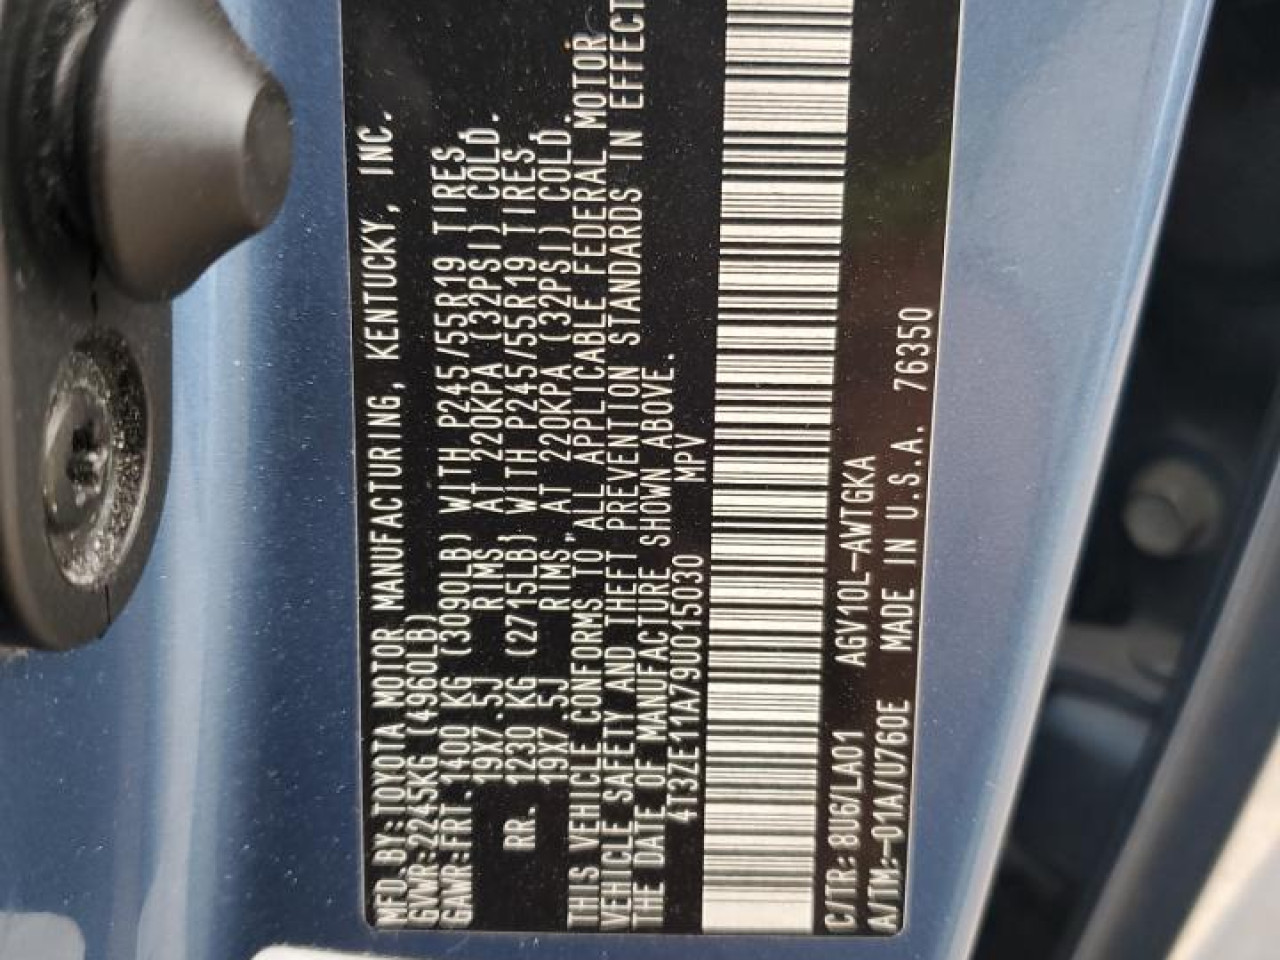 MFD.BY:TOYOTA MOTOR MANUFACTURING, KENTUCKY, INC.
GVWR:2245KG(4960LB)
GAWR:FRT.1400 KG (3090LB) WITH P245/55R19 TIRES
19X7.5J RIMS AT 220KPA (32PSI) COLD.
RR. 1230 KG (2715LB) WITH P245/55R19 TIRES
19X7.5J RIMS AT 220KPA (32PSI) COLD.
THIS VEHICLE CONFORMS TO "ALL APPLICABLE FEDERAL MOTOR
VEHICLE SAFETY AND THEFT PREVENTION STANDARDS IN EFFECT
THE DATE OF MANUFACTURE SHOWN ABOVE.
4T3ZE11A79U015030 MPV
C/TR:8U6/LA01 AGV10L-AWTGKA
A/TM:-01A/U760E MADE IN U.S.A. 76350